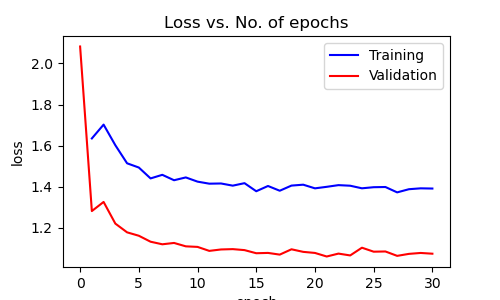 Loss vs. No. of epochs
Training
Validation
loss
2.0
1.8
1.6
1.4
1.2
0 5 10 15 20 25 30
epoch